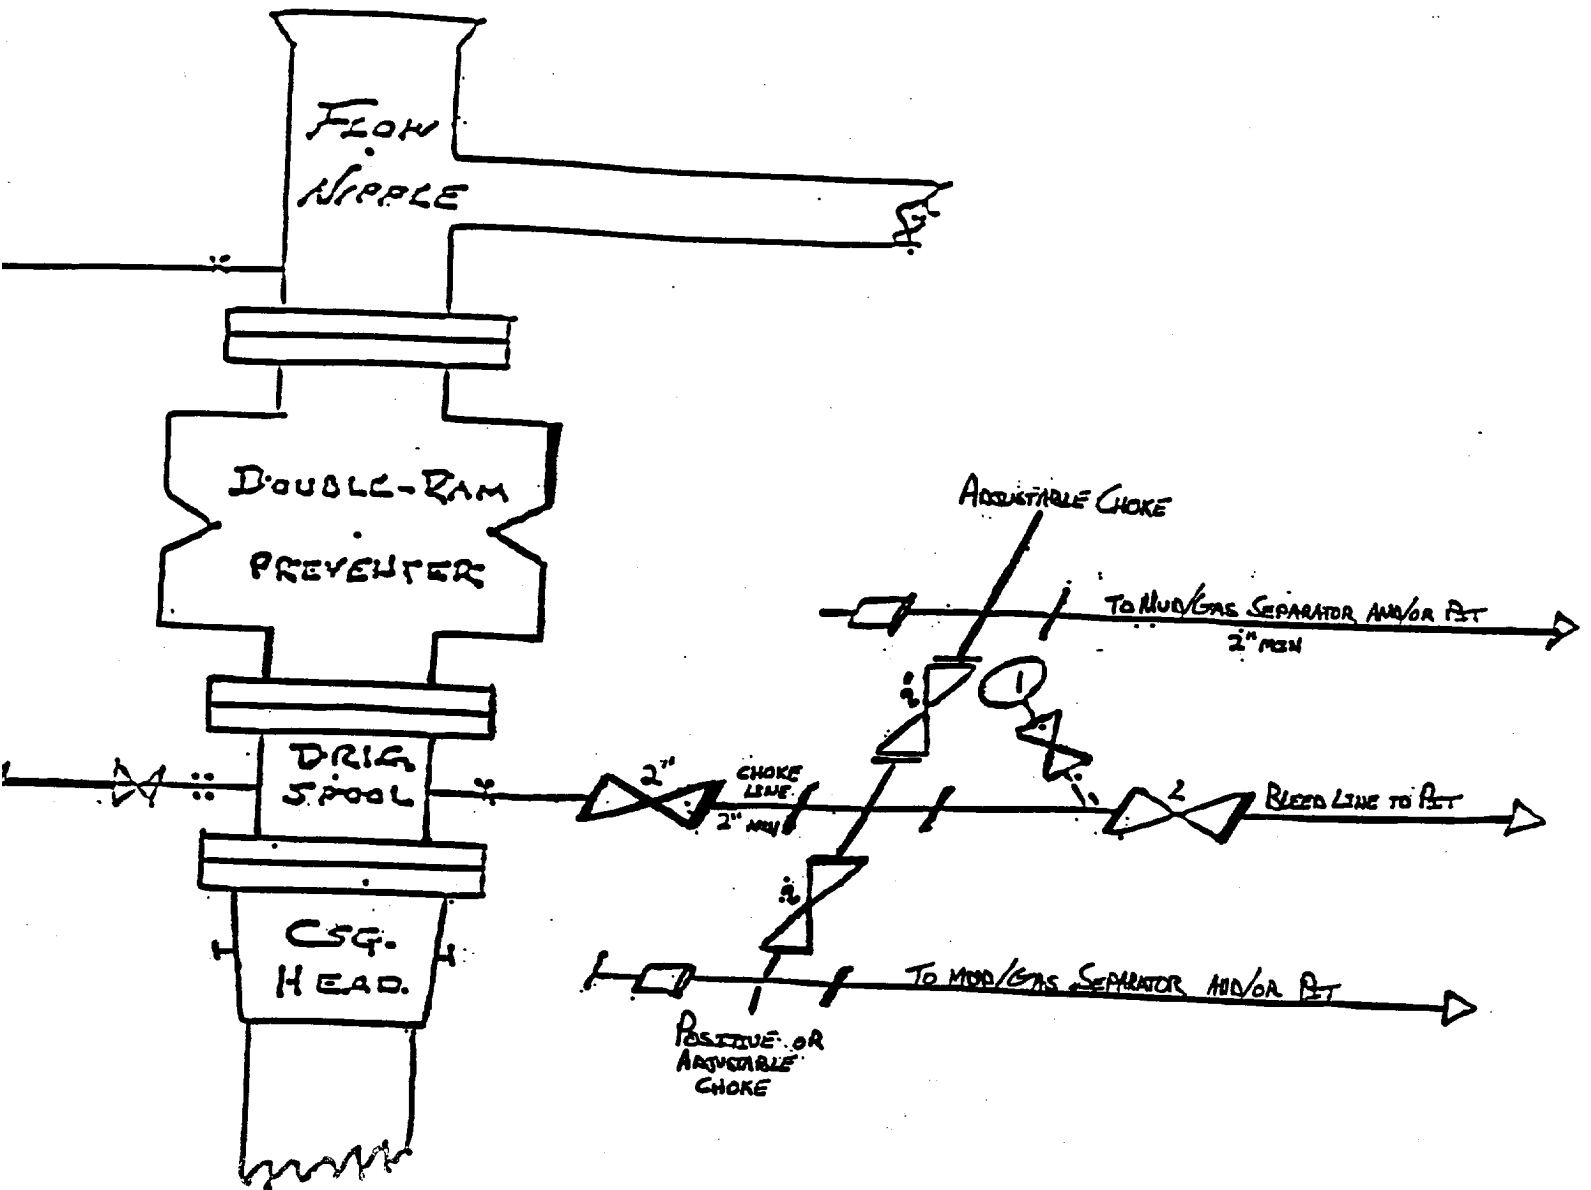 FLOW
NIPPLE
DOUBLE-RAM
PREVENTER
ADJUSTABLE CHOKE
TO MUD/GAS SEPARATOR AND/OR PIT
2" MIN
1
2"
DRLG
SPOOL
2"
CHOKE
LINE
2" MIN
2
BLEED LINE TO PIT
2"
CSG.
HEAD.
TO MUD/GAS SEPARATOR AND/OR PIT
POSITIVE OR
ADJUSTABLE
CHOKE